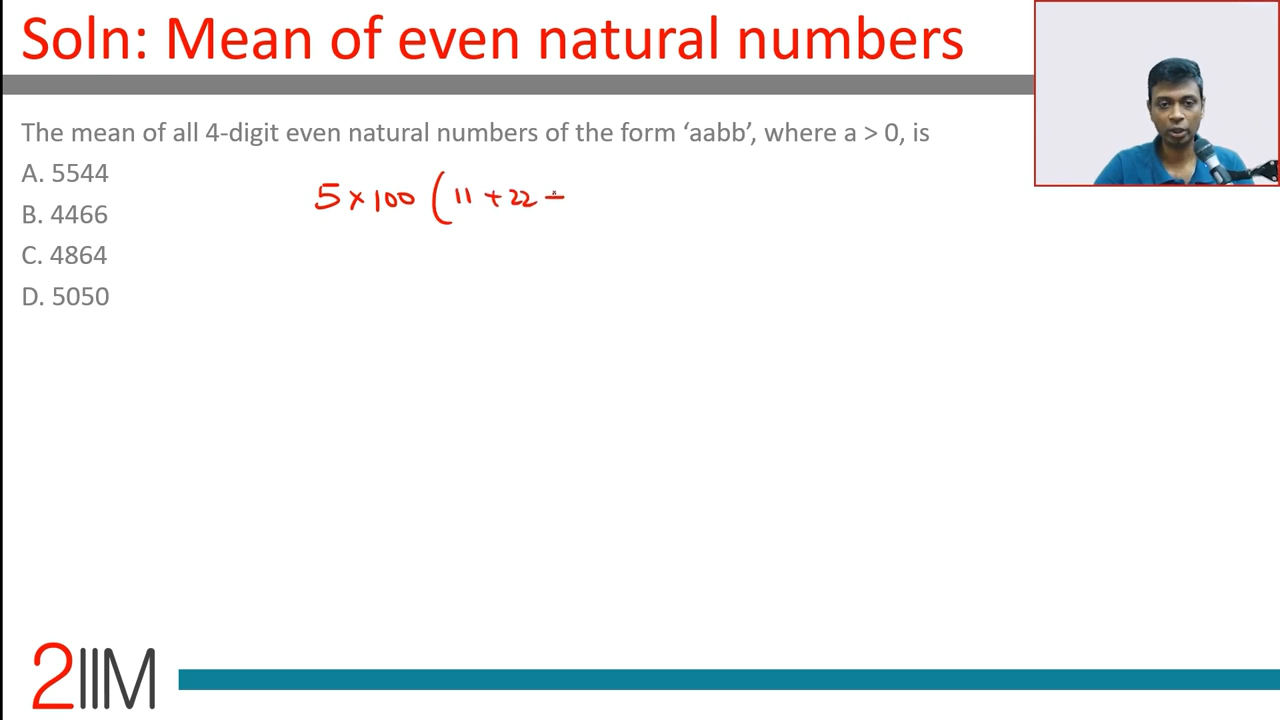 Soln: Mean of even natural numbers
The mean of all 4-digit even natural numbers of the form ‘aabb’, where a > 0, is
A. 5544
5 × 100 ( 11 + 22 +
B. 4466
C. 4864
D. 5050
2IIM